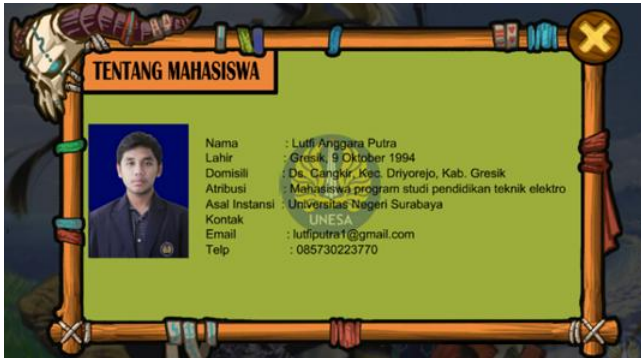 TENTANG MAHASISWA
Nama : Lutfi Anggara Putra
Lahir : Gresik, 9 Oktober 1994
Domisili : Ds. Cangkir, Kec. Driyorejo, Kab. Gresik
Atribusi : Mahasiswa program studi pendidikan teknik elektro
Asal Instansi : Universitas Negeri Surabaya
Kontak
Email : lutfiputra1@gmail.com
Telp : 085730223770
UNESA